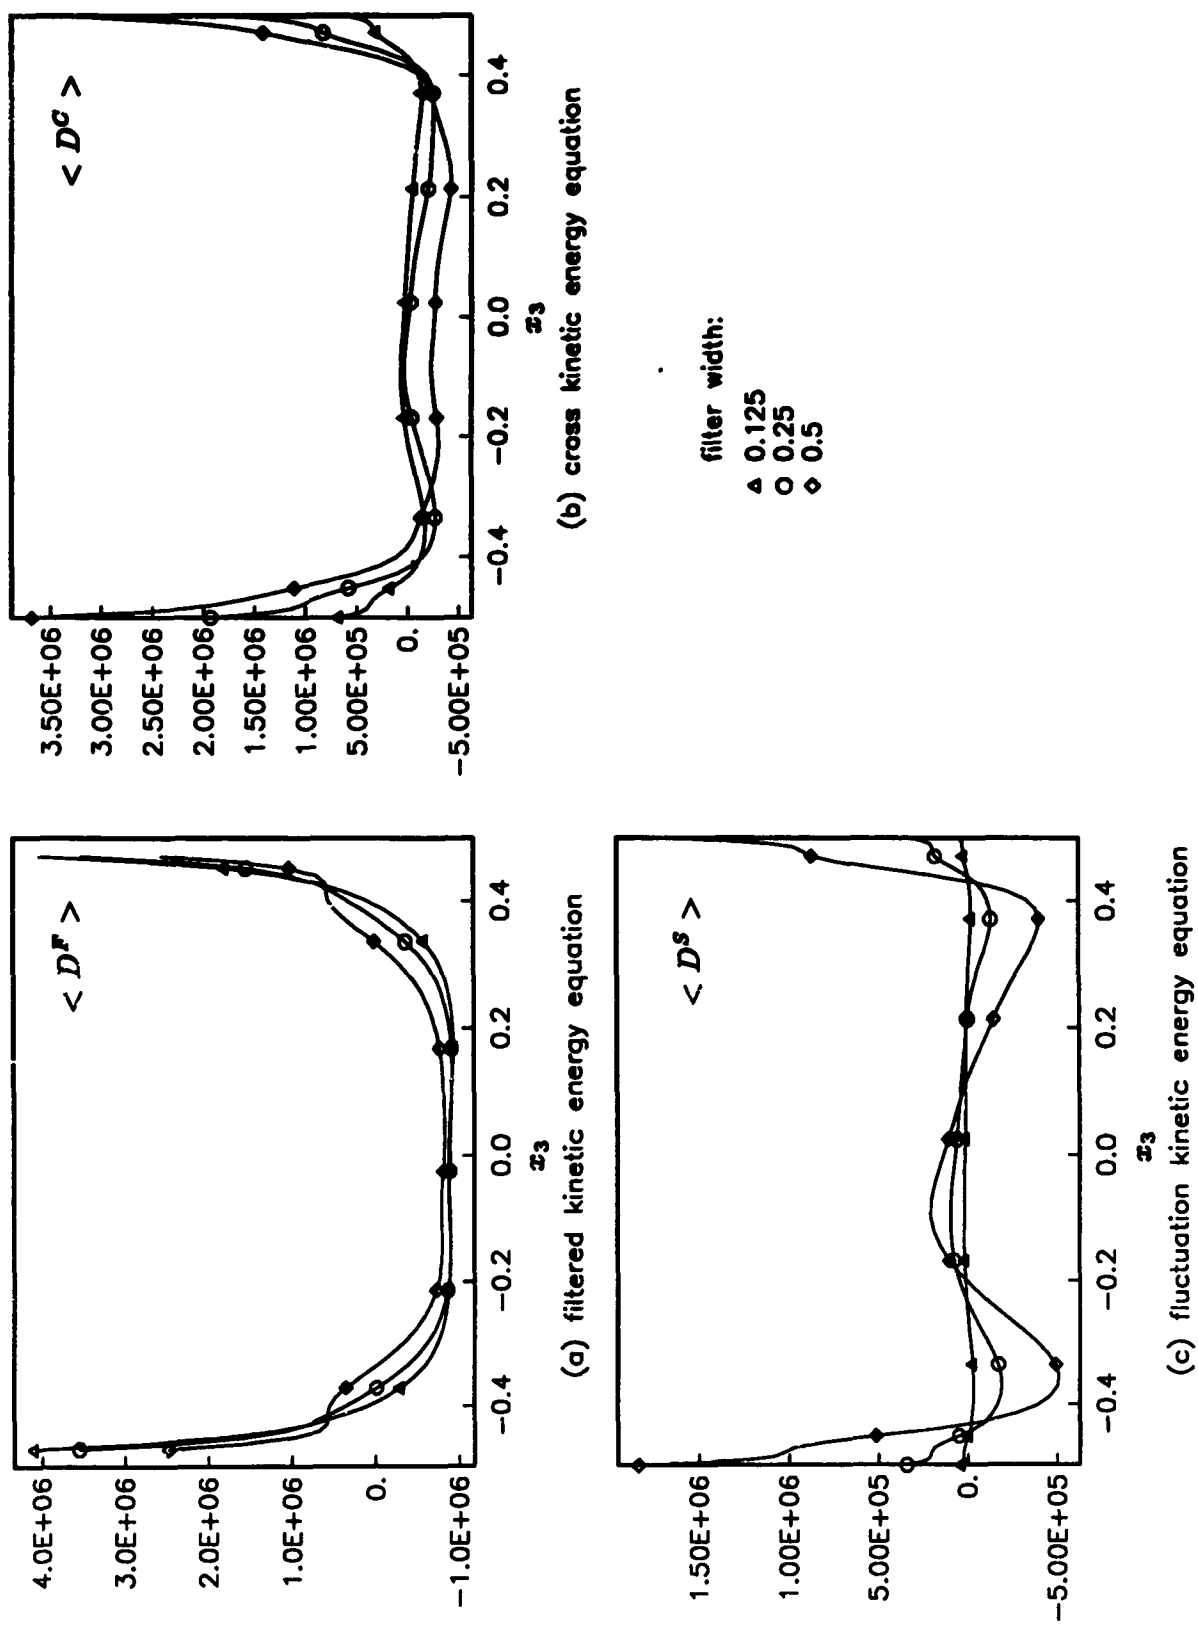 < D^F >
4.0E+06
3.0E+06
2.0E+06
1.0E+06
0.
−1.0E+06
−0.4
−0.2
0.0
0.2
0.4
x₃
(a) filtered kinetic energy equation
< D^C >
3.50E+06
3.00E+06
2.50E+06
2.00E+06
1.50E+06
1.00E+06
5.00E+05
0.
−5.00E+05
−0.4
−0.2
0.0
0.2
0.4
x₃
(b) cross kinetic energy equation
< D^S >
1.50E+06
1.00E+06
5.00E+05
0.
−5.00E+05
−0.4
−0.2
0.0
0.2
0.4
x₃
(c) fluctuation kinetic energy equation
filter width:
▵ 0.125
○ 0.25
◇ 0.5